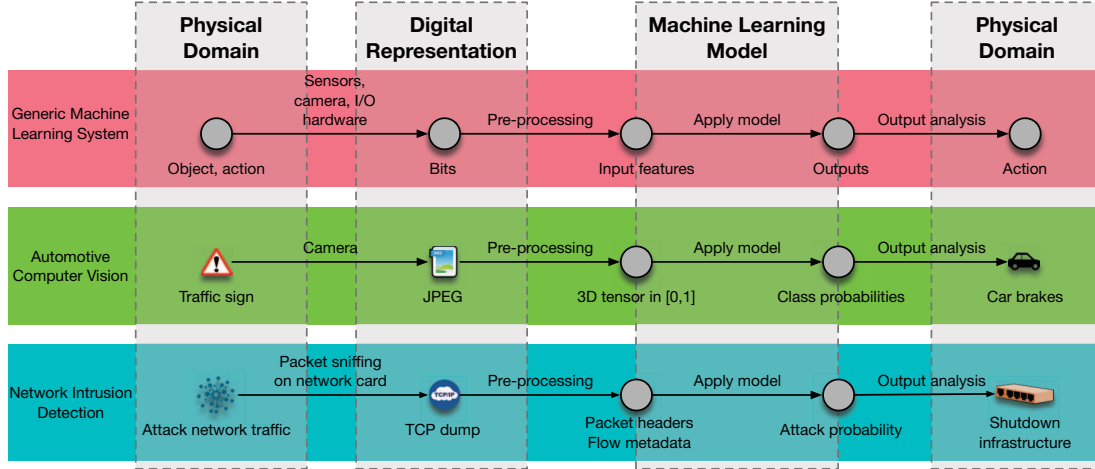 Physical
Domain
Digital
Representation
Machine Learning
Model
Physical
Domain
Generic Machine
Learning System
Sensors,
camera, I/O
hardware
Pre-processing
Apply model
Output analysis
Object, action
Bits
Input features
Outputs
Action
Automotive
Computer Vision
Camera
Pre-processing
Apply model
Output analysis
Traffic sign
JPEG
3D tensor in [0,1]
Class probabilities
Car brakes
Network Intrusion
Detection
Packet sniffing
on network card
Pre-processing
Apply model
Output analysis
TCP/IP
Attack network traffic
TCP dump
Packet headers
Flow metadata
Attack probability
Shutdown
infrastructure